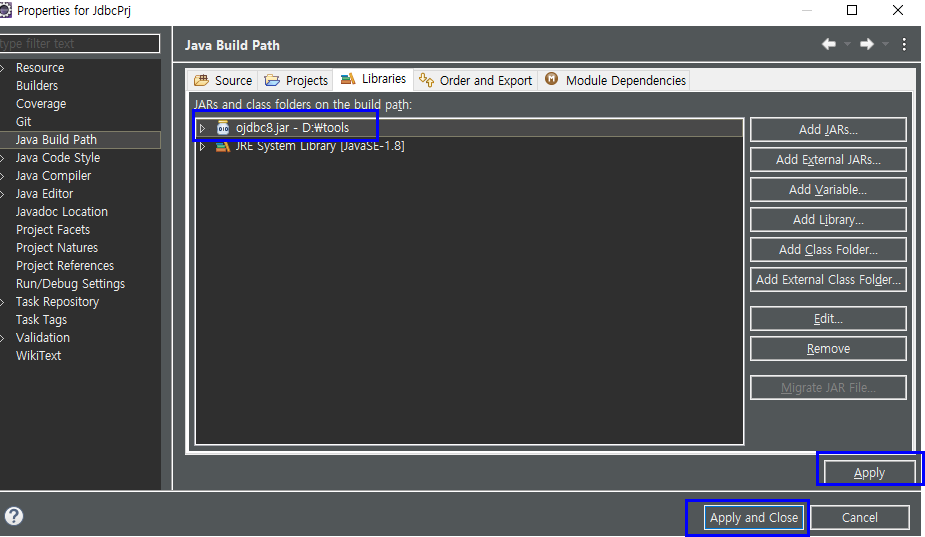 Properties for JdbcPrj
type filter text
Resource
Builders
Coverage
Git
Java Build Path
Java Code Style
Java Compiler
Java Editor
Javadoc Location
Project Facets
Project Natures
Project References
Run/Debug Settings
Task Repository
Task Tags
Validation
WikiText
Java Build Path
Source Projects Libraries Order and Export Module Dependencies
JARs and class folders on the build path:
ojdbc8.jar - D:₩tools
JRE System Library [JavaSE-1.8]
Add JARs...
Add External JARs...
Add Variable...
Add Library...
Add Class Folder...
Add External Class Folder...
Edit...
Remove
Migrate JAR File...
Apply
Apply and Close Cancel